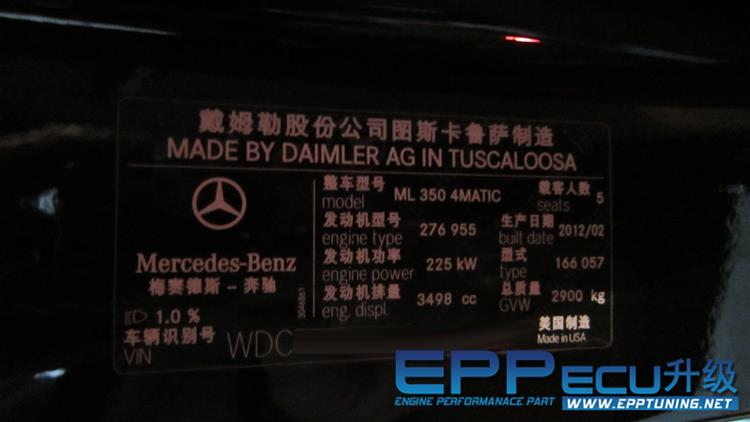 戴姆勒股份公司图斯卡鲁萨制造
MADE BY DAIMLER AG IN TUSCALOOSA
整车型号 ML 350 4MATIC 载客人数 5
model seats
发动机型号 276 955 生产日期 2012/02
engine type built date
发动机功率 225 kW 型式 166 057
engine power type
发动机排量 3498 cc 总质量 2900 kg
eng. displ. GVW
Mercedes-Benz
梅赛德斯－奔驰
1.0 %
车辆识别号
VIN WDC
美国制造
Made in USA
EPP ECU升级
ENGINE PERFORMANACE PART WWW.EPPTUNING.NET